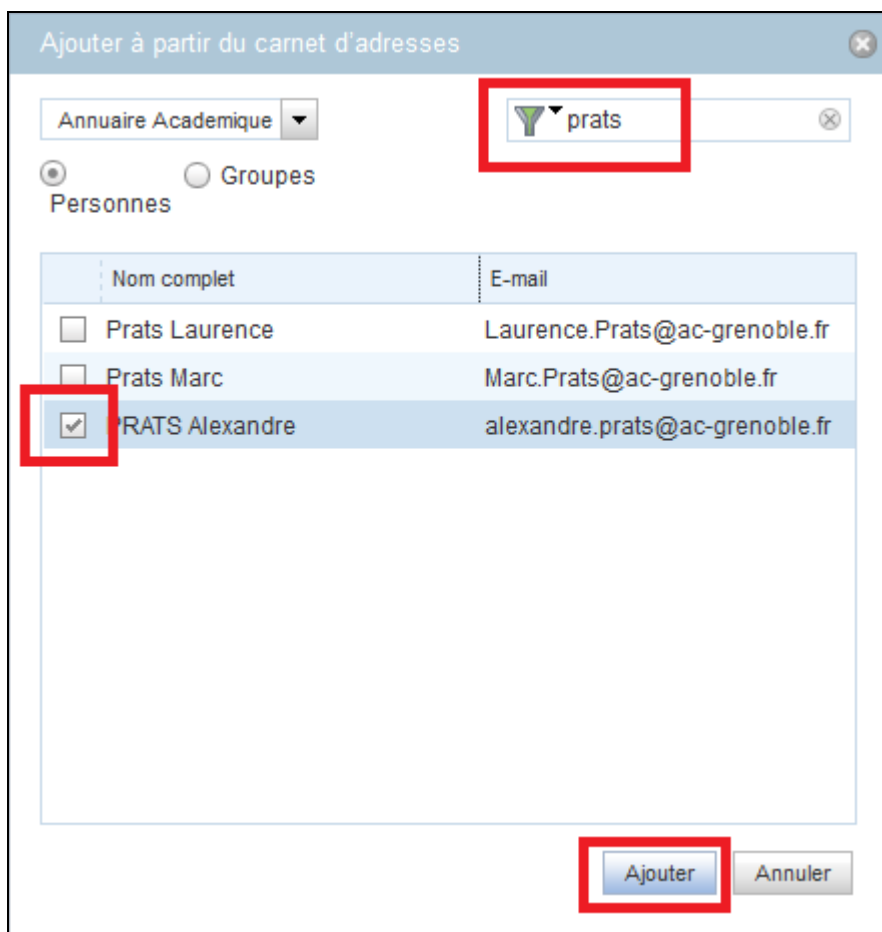 Ajouter à partir du carnet d'adresses
Annuaire Academique
prats
Personnes
Groupes
Nom complet E-mail
Prats Laurence Laurence.Prats@ac-grenoble.fr
Prats Marc Marc.Prats@ac-grenoble.fr
PRATS Alexandre alexandre.prats@ac-grenoble.fr
Ajouter Annuler